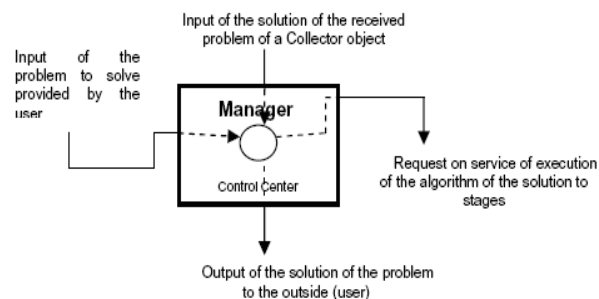 Input of the solution of the received
problem of a Collector object
Input of the
problem to solve
provided by the
user
Manager
Control Center
Request on service of execution
of the algorithm of the solution to
stages
Output of the solution of the problem
to the outside (user)